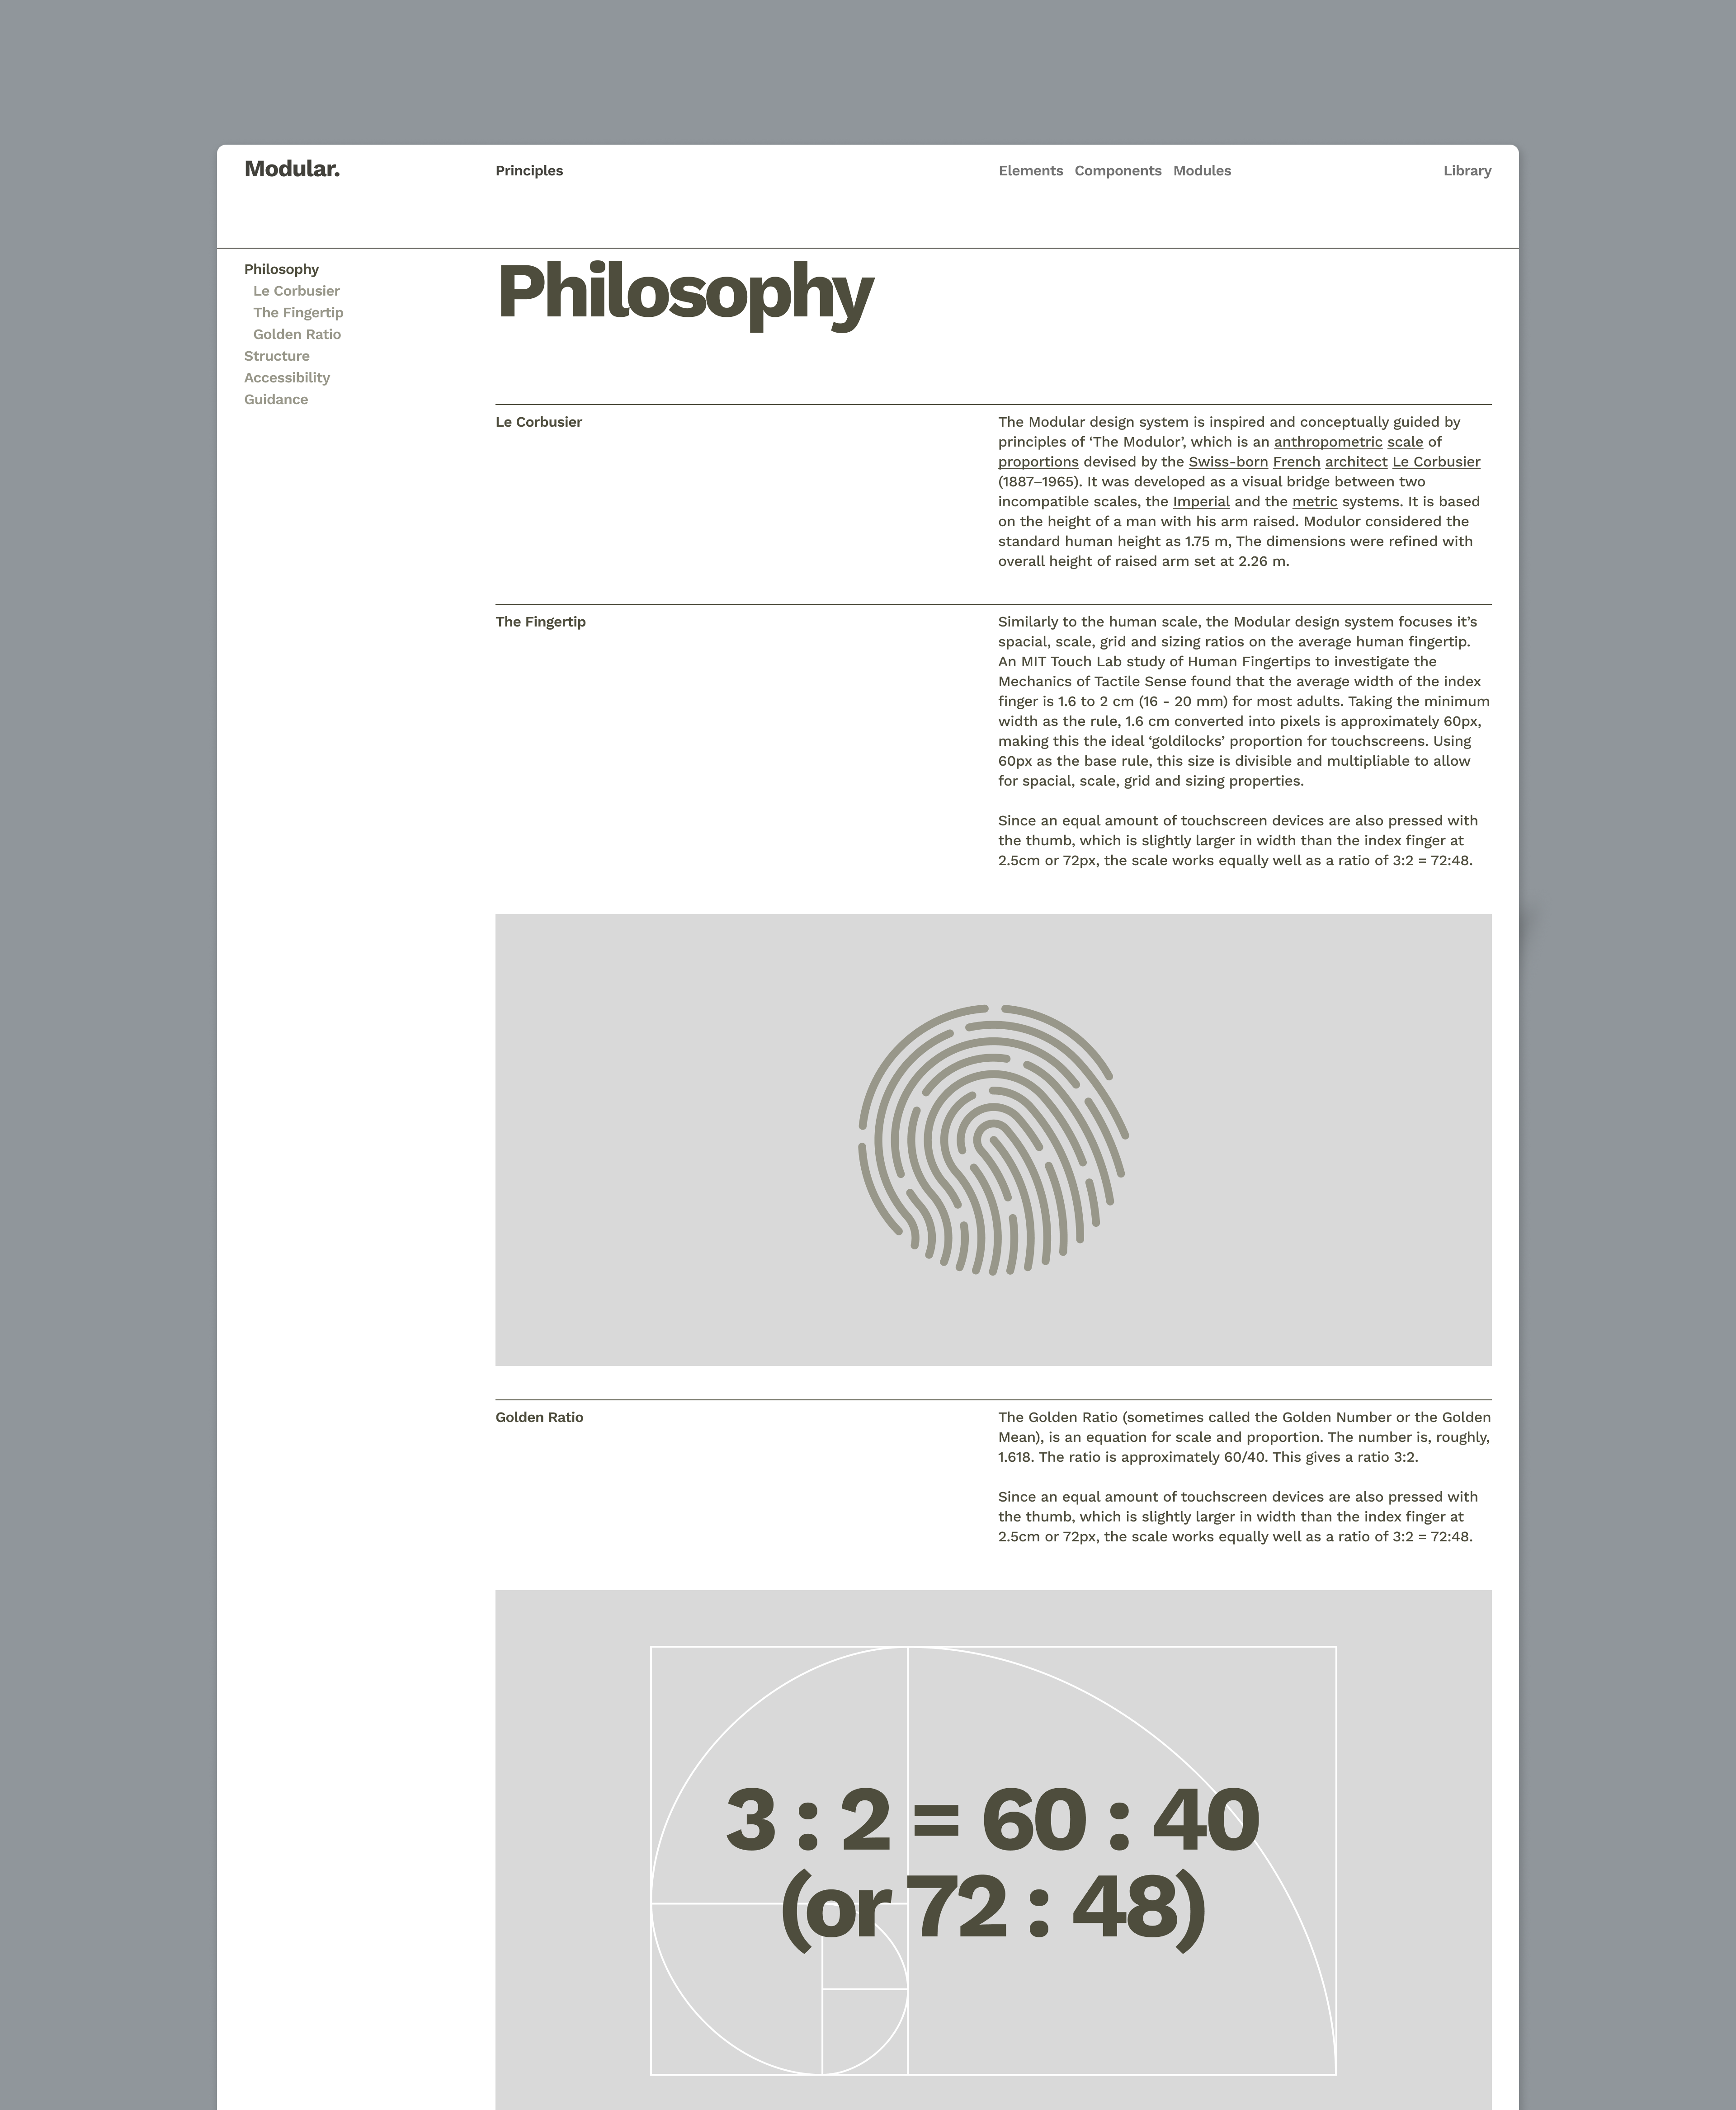 Modular.
Principles
Elements Components Modules
Library
Philosophy
Le Corbusier
The Fingertip
Golden Ratio
Structure
Accessibility
Guidance
Philosophy
Le Corbusier
The Modular design system is inspired and conceptually guided by
principles of ‘The Modulor’, which is an anthropometric scale of
proportions devised by the Swiss-born French architect Le Corbusier
(1887–1965). It was developed as a visual bridge between two
incompatible scales, the Imperial and the metric systems. It is based
on the height of a man with his arm raised. Modulor considered the
standard human height as 1.75 m, The dimensions were refined with
overall height of raised arm set at 2.26 m.
The Fingertip
Similarly to the human scale, the Modular design system focuses it’s
spacial, scale, grid and sizing ratios on the average human fingertip.
An MIT Touch Lab study of Human Fingertips to investigate the
Mechanics of Tactile Sense found that the average width of the index
finger is 1.6 to 2 cm (16 - 20 mm) for most adults. Taking the minimum
width as the rule, 1.6 cm converted into pixels is approximately 60px,
making this the ideal ‘goldilocks’ proportion for touchscreens. Using
60px as the base rule, this size is divisible and multipliable to allow
for spacial, scale, grid and sizing properties.
Since an equal amount of touchscreen devices are also pressed with
the thumb, which is slightly larger in width than the index finger at
2.5cm or 72px, the scale works equally well as a ratio of 3:2 = 72:48.
Golden Ratio
The Golden Ratio (sometimes called the Golden Number or the Golden
Mean), is an equation for scale and proportion. The number is, roughly,
1.618. The ratio is approximately 60/40. This gives a ratio 3:2.
Since an equal amount of touchscreen devices are also pressed with
the thumb, which is slightly larger in width than the index finger at
2.5cm or 72px, the scale works equally well as a ratio of 3:2 = 72:48.
3 : 2 = 60 : 40
(or 72 : 48)